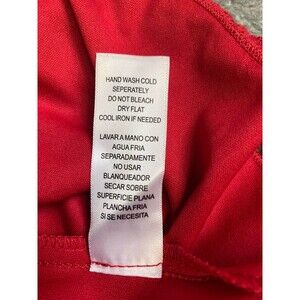 HAND WASH COLD
SEPERATELY
DO NOT BLEACH
DRY FLAT
COOL IRON IF NEEDED
LAVAR A MANO CON
AGUA FRIA
SEPARADAMENTE
NO USAR
BLANQUEADOR
SECAR SOBRE
SUPERFICIE PLANA
PLANCHA FRIA
SI SE NECESITA